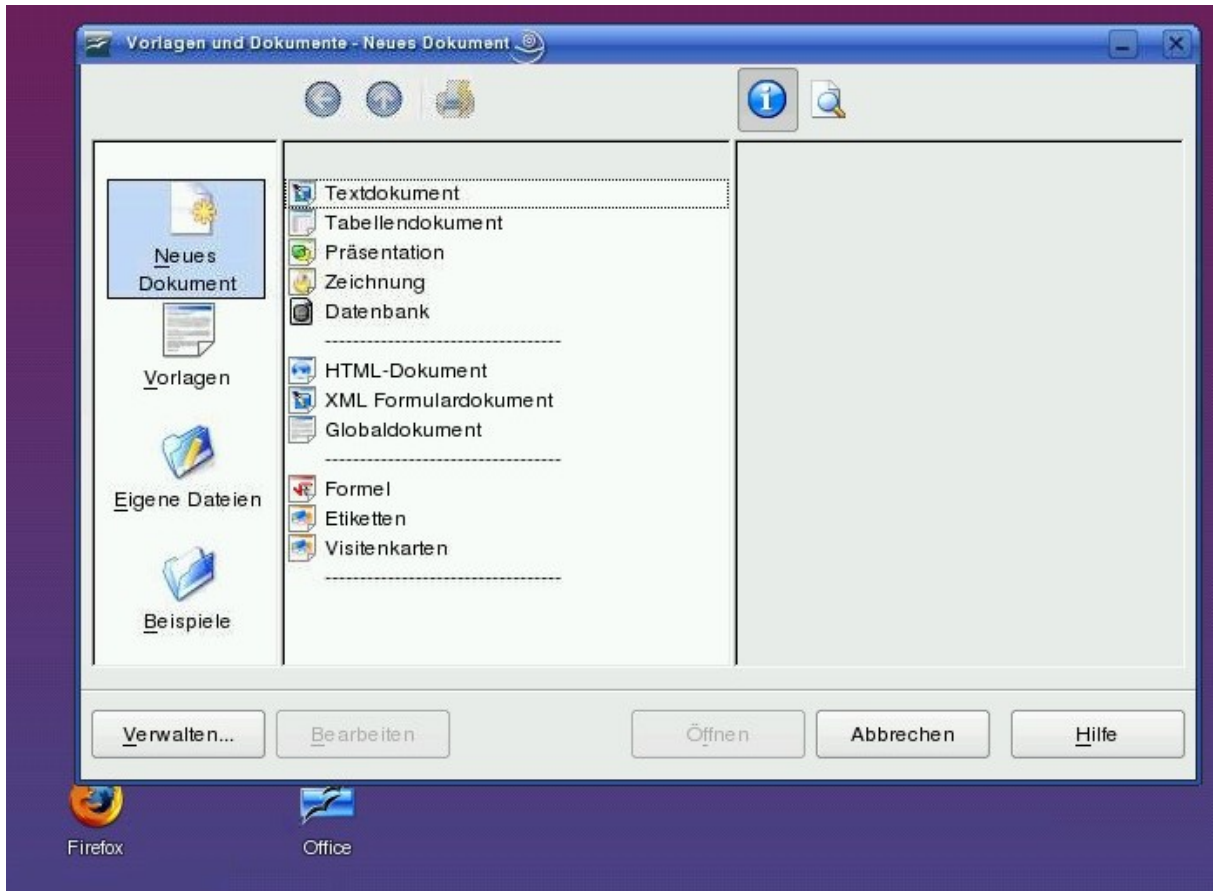 Vorlagen und Dokumente - Neues Dokument
Neues
Dokument
Vorlagen
Eigene Dateien
Beispiele
Textdokument
Tabellendokument
Präsentation
Zeichnung
Datenbank
--------------------------------
HTML-Dokument
XML Formulardokument
Globaldokument
--------------------------------
Formel
Etiketten
Visitenkarten
--------------------------------
Verwalten...
Bearbeiten
Öffnen
Abbrechen
Hilfe
Firefox
Office